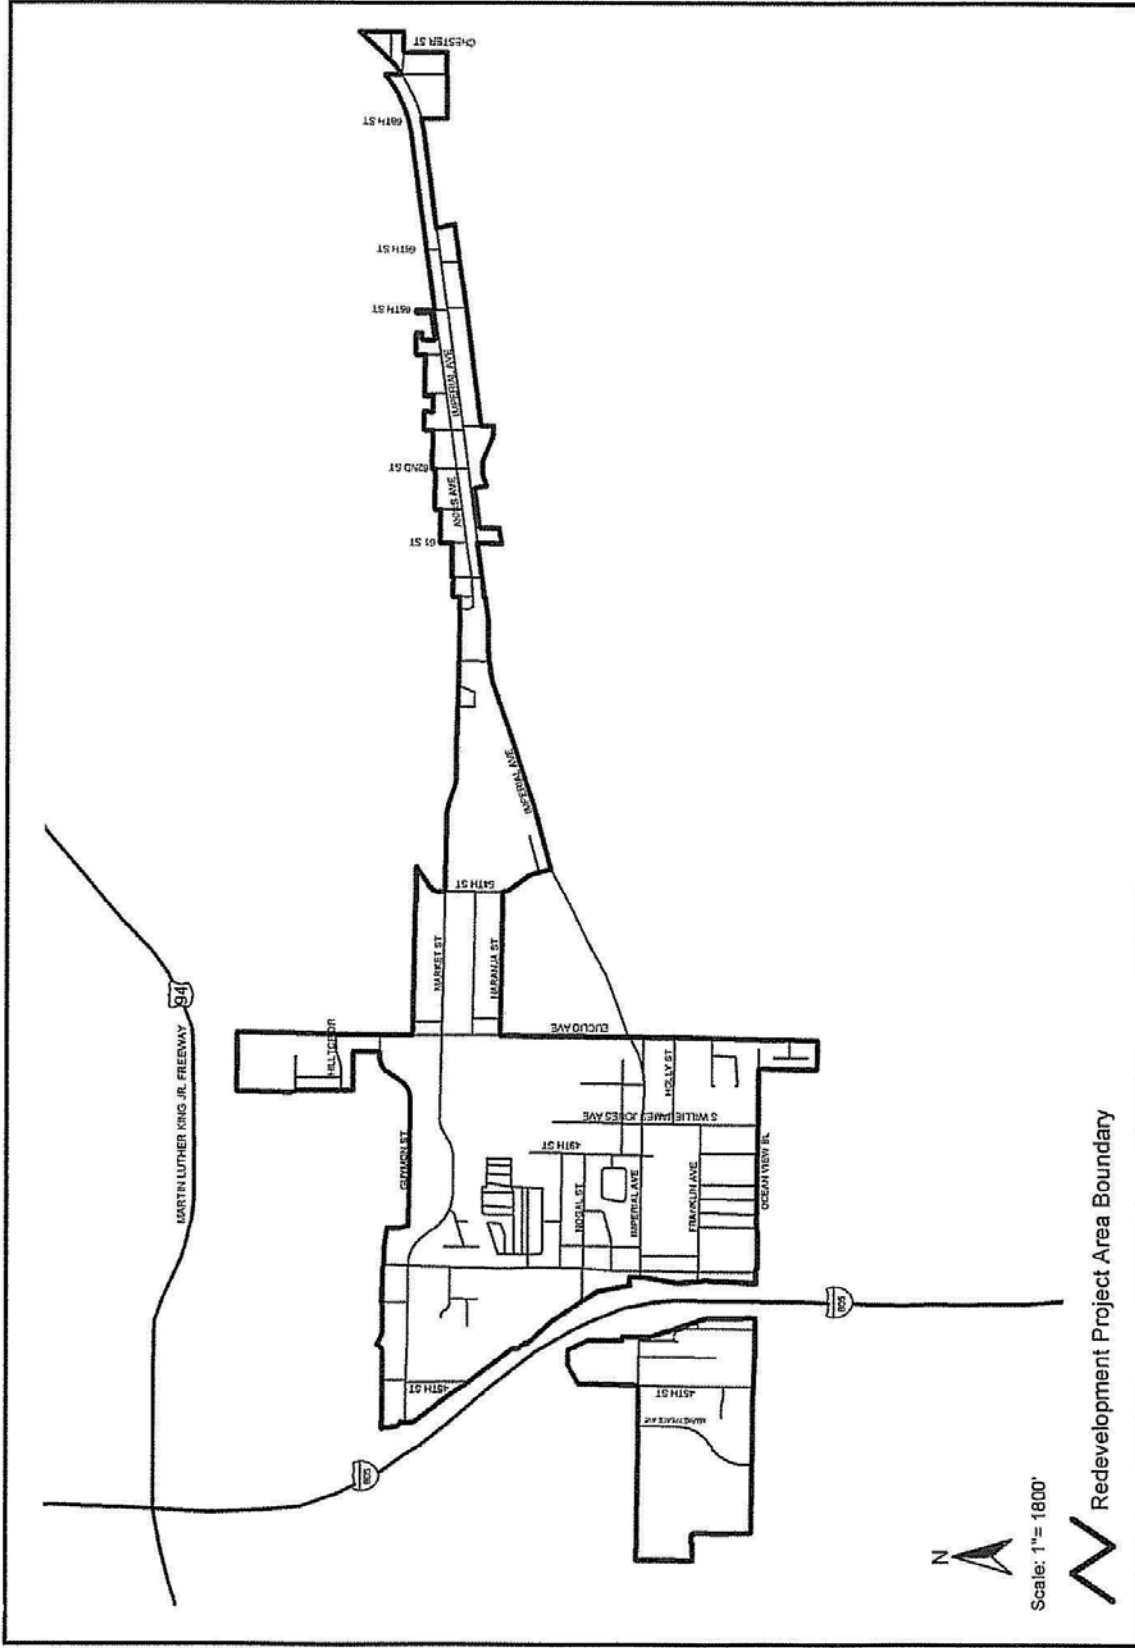 CHESTER ST
68TH ST
66TH ST
65TH ST
IMPERIAL AVE
62ND ST
AVE
61 ST
IMPERIAL AVE
54TH ST
MARKET ST
NARANJA ST
94
MARTIN LUTHER KING JR. FREEWAY
EUCLID AVE
HILLTOP DR
HOLLY ST
S WILLIE JAMES JONES AVE
GUYMON ST
49TH ST
NOGAL ST
IMPERIAL AVE
FRANKLIN AVE
OCEAN VIEW BL
805
45TH ST
45TH ST
805
N
Scale: 1"= 1800'
Redevelopment Project Area Boundary